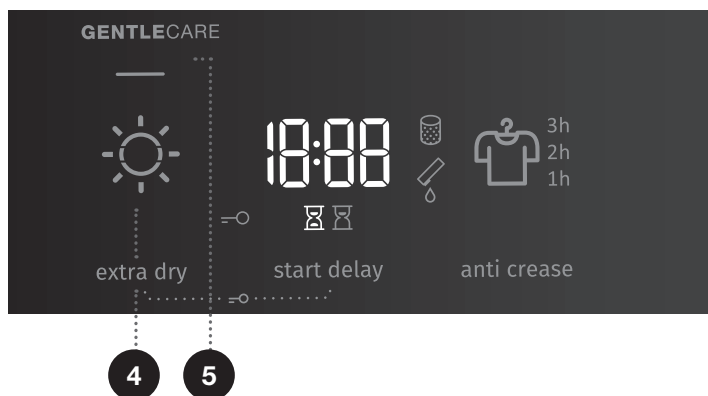 GENTLECARE
18:88
3h
2h
1h
extra dry
start delay
anti crease
4
5